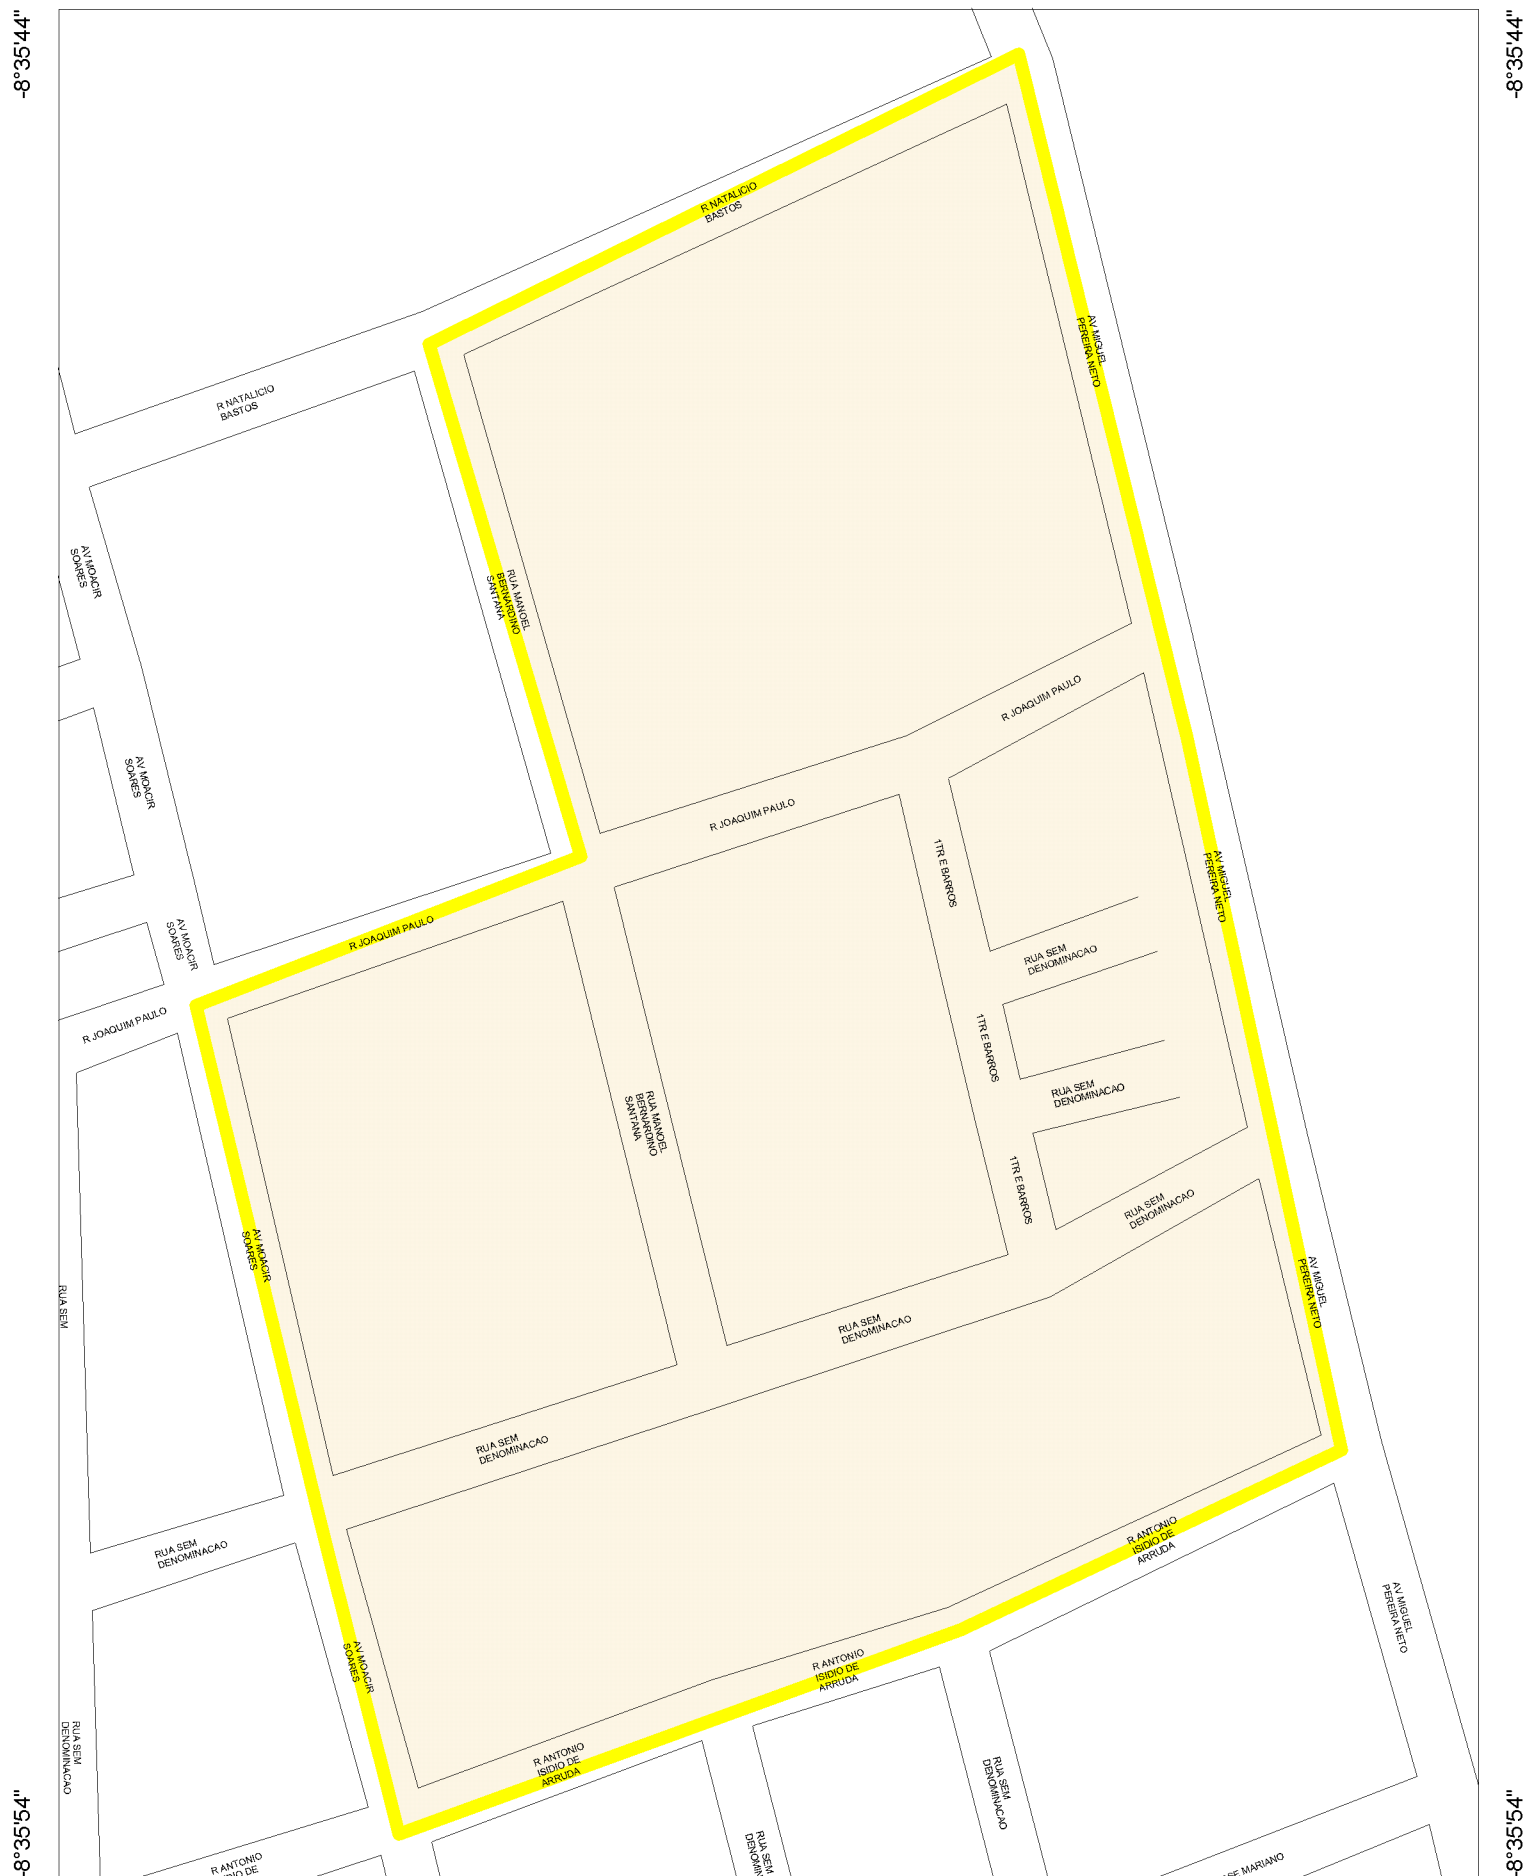 -8°35'44"
-8°35'44"
R NATALICIO
BASTOS
AV MIGUEL
PEREIRA NETO
R NATALICIO
BASTOS
AV MOACIR
SOARES
RUA MANOEL
BERNARDINO
SANTANA
R JOAQUIM PAULO
AV MOACIR
SOARES
R JOAQUIM PAULO
1TR E BARROS
AV MIGUEL
PEREIRA NETO
AV MOACIR
SOARES
R JOAQUIM PAULO
RUA SEM
DENOMINACAO
R JOAQUIM PAULO
1TR E BARROS
RUA SEM
DENOMINACAO
RUA MANOEL
BERNARDINO
SANTANA
1TR E BARROS
RUA SEM
DENOMINACAO
AV MOACIR
SOARES
RUA SEM
AV MIGUEL
PEREIRA NETO
RUA SEM
DENOMINACAO
RUA SEM
DENOMINACAO
RUA SEM
DENOMINACAO
R ANTONIO
ISIDIO DE
ARRUDA
AV MIGUEL
PEREIRA NETO
AV MOACIR
SOARES
R ANTONIO
ISIDIO DE
ARRUDA
RUA SEM
DENOMINACAO
R ANTONIO
ISIDIO DE
ARRUDA
RUA SEM
DENOMINACAO
RUA SEM
R ANTONIO
DE
MARIANO
-8°35'54"
-8°35'54"